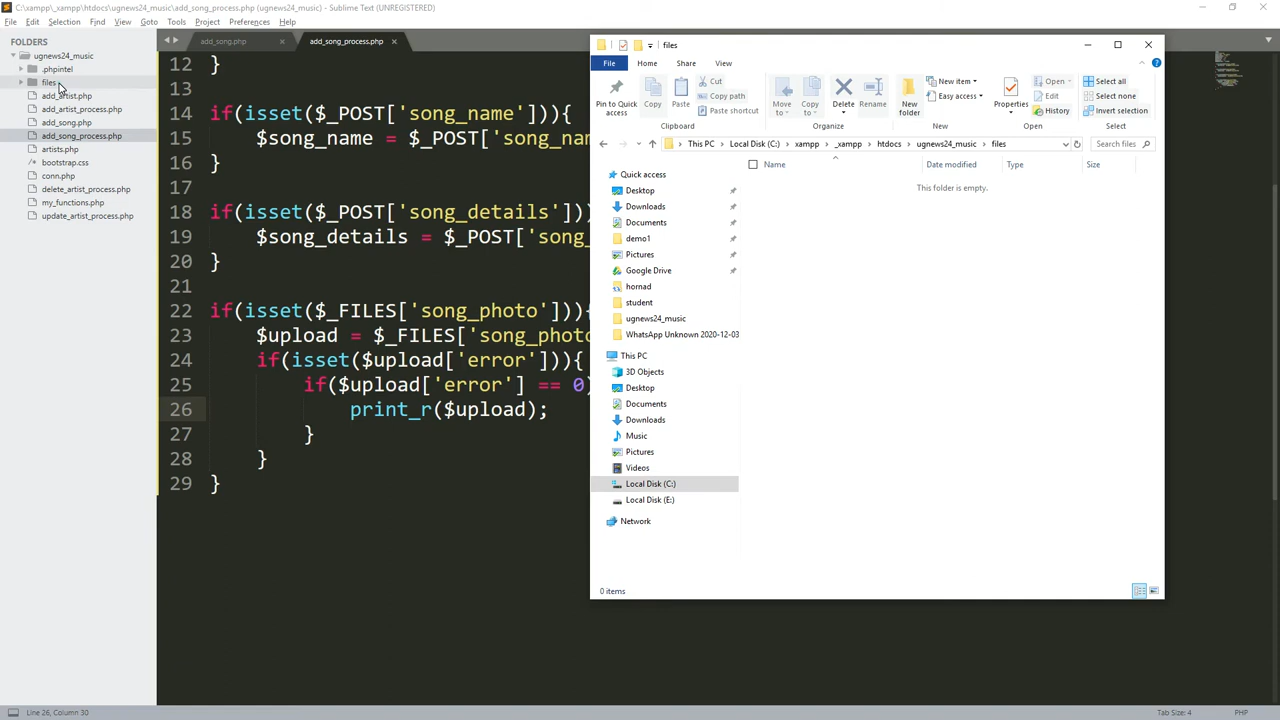 C:\xampp\_xampp\htdocs\ugnews24_music\add_song_process.php (ugnews24_music) - Sublime Text (UNREGISTERED)
File Edit Selection Find View Goto Tools Project Preferences Help
FOLDERS
ugnews24_music
.phpintel
files
add_artist.php
add_artist_process.php
add_song.php
add_song_process.php
artists.php
bootstrap.css
conn.php
delete_artist_process.php
my_functions.php
update_artist_process.php
add_song.php
add_song_process.php
12 }
13
14 if(isset($_POST['song_name'])){
15 $song_name = $_POST['song_na
16 }
17
18 if(isset($_POST['song_details']))
19 $song_details = $_POST['song_
20 }
21
22 if(isset($_FILES['song_photo'])){
23 $upload = $_FILES['song_photo
24 if(isset($upload['error'])){
25 if($upload['error'] == 0)
26 print_r($upload);
27 }
28 }
29 }
files
File Home Share View
Pin to Quick access
Copy
Paste
Cut
Copy path
Paste shortcut
Clipboard
Move to
Copy to
Delete
Rename
Organize
New folder
New item
Easy access
New
Properties
Open
Edit
History
Open
Select all
Select none
Invert selection
Select
This PC Local Disk (C:) xampp _xampp htdocs ugnews24_music files
Search files
Name Date modified Type Size
This folder is empty.
Quick access
Desktop
Downloads
Documents
demo1
Pictures
Google Drive
hornad
student
ugnews24_music
WhatsApp Unknown 2020-12-03
This PC
3D Objects
Desktop
Documents
Downloads
Music
Pictures
Videos
Local Disk (C:)
Local Disk (E:)
Network
0 items
Line 26, Column 30
Tab Size: 4
PHP